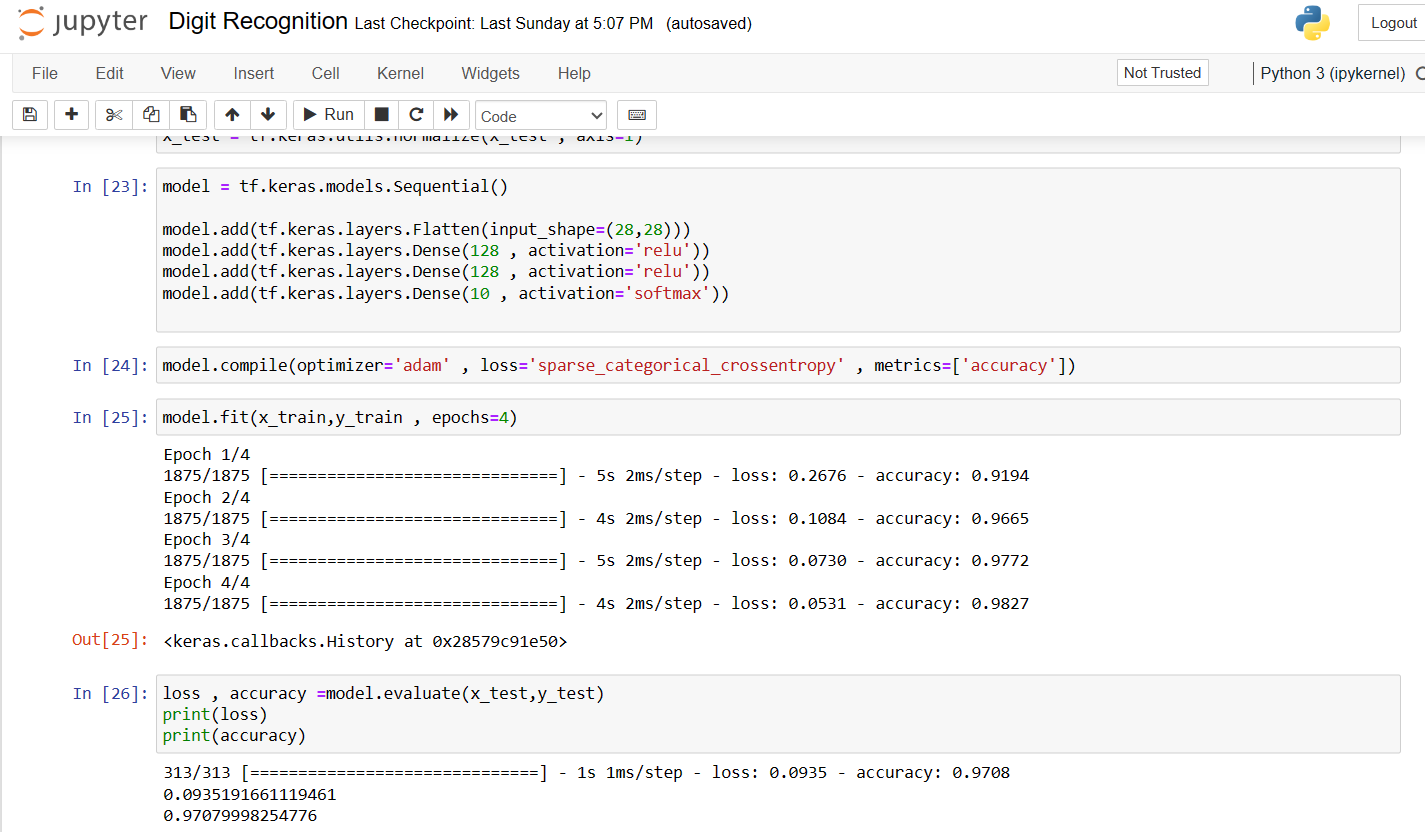 jupyter Digit Recognition Last Checkpoint: Last Sunday at 5:07 PM (autosaved)
Logout
File Edit View Insert Cell Kernel Widgets Help
Not Trusted
Python 3 (ipykernel)
Run
Code
x_test = tf.keras.utils.normalize(x_test , axis=1)
In [23]:
model = tf.keras.models.Sequential()
model.add(tf.keras.layers.Flatten(input_shape=(28,28)))
model.add(tf.keras.layers.Dense(128 , activation='relu'))
model.add(tf.keras.layers.Dense(128 , activation='relu'))
model.add(tf.keras.layers.Dense(10 , activation='softmax'))
In [24]:
model.compile(optimizer='adam' , loss='sparse_categorical_crossentropy' , metrics=['accuracy'])
In [25]:
model.fit(x_train,y_train , epochs=4)
Epoch 1/4
1875/1875 [==============================] - 5s 2ms/step - loss: 0.2676 - accuracy: 0.9194
Epoch 2/4
1875/1875 [==============================] - 4s 2ms/step - loss: 0.1084 - accuracy: 0.9665
Epoch 3/4
1875/1875 [==============================] - 5s 2ms/step - loss: 0.0730 - accuracy: 0.9772
Epoch 4/4
1875/1875 [==============================] - 4s 2ms/step - loss: 0.0531 - accuracy: 0.9827
Out[25]:
<keras.callbacks.History at 0x28579c91e50>
In [26]:
loss , accuracy =model.evaluate(x_test,y_test)
print(loss)
print(accuracy)
313/313 [==============================] - 1s 1ms/step - loss: 0.0935 - accuracy: 0.9708
0.0935191661119461
0.97079998254776